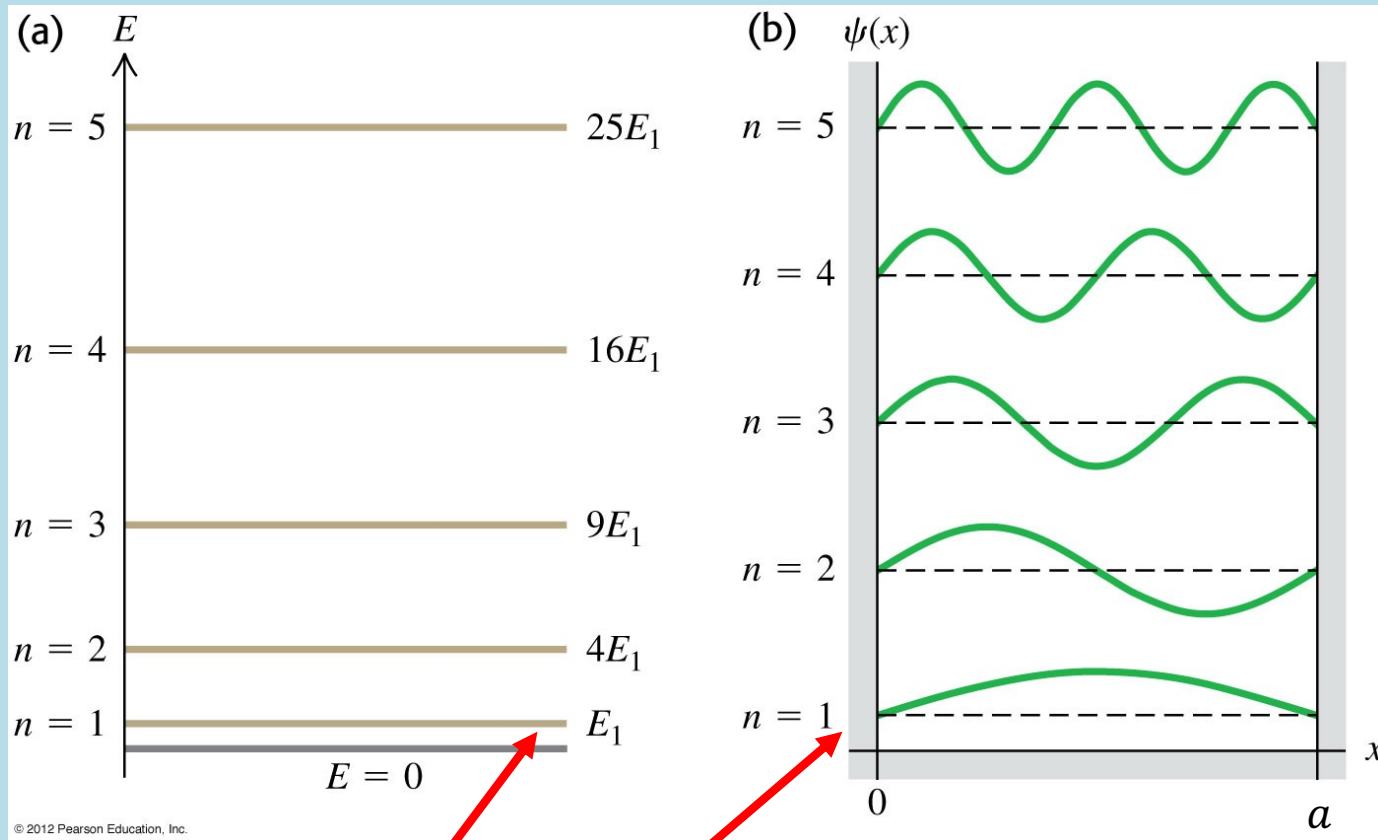 (a)
E
n = 5
25E₁
n = 4
16E₁
n = 3
9E₁
n = 2
4E₁
n = 1
E₁
E = 0
© 2012 Pearson Education, Inc.
(b)
ψ(x)
n = 5
n = 4
n = 3
n = 2
n = 1
x
0
a